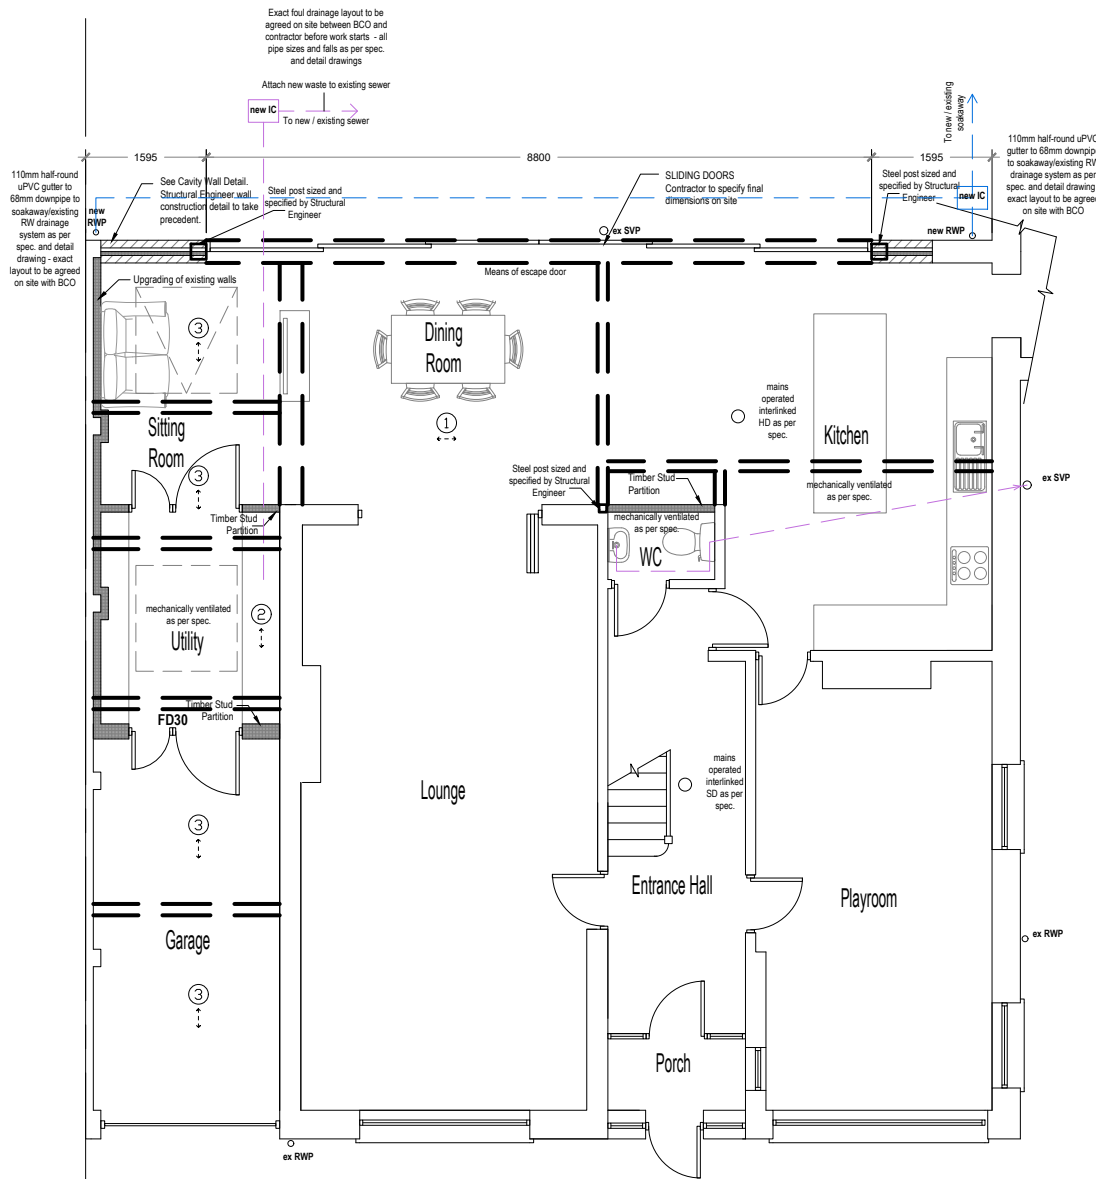 Exact foul drainage layout to be
agreed on site between BCO and
contractor before work starts - all
pipe sizes and falls as per spec.
and detail drawings
Attach new waste to existing sewer
new IC
To new / existing sewer
To new / existing
soakaway
1595
8800
1595
110mm half-round
uPVC gutter to
68mm downpipe to
soakaway/existing
RW drainage
system as per
spec. and detail
drawing - exact
layout to be agreed
on site with BCO
new
RWP
See Cavity Wall Detail.
Structural Engineer wall
construction detail to take
precedent.
Steel post sized and
specified by Structural
Engineer
SLIDING DOORS
Contractor to specify final
dimensions on site
ex SVP
Steel post sized and
specified by Structural
Engineer
new IC
new RWP
110mm half-round uPVC
gutter to 68mm downpipe
to soakaway/existing RW
drainage system as per
spec. and detail drawing
exact layout to be agreed
on site with BCO
Means of escape door
Upgrading of existing walls
3
Dining
Room
1
mains
operated
interlinked
HD as per
spec.
Kitchen
mechanically ventilated
as per spec.
ex SVP
Sitting
Room
3
Steel post sized and
specified by Structural
Engineer
Timber Stud
Partition
Timber Stud
Partition
mechanically ventilated
as per spec.
WC
mechanically ventilated
as per spec.
Utility
2
Timber Stud
Partition
FD30
Lounge
mains
operated
interlinked
SD as per
spec.
3
Entrance Hall
Playroom
Garage
3
ex RWP
Porch
ex RWP